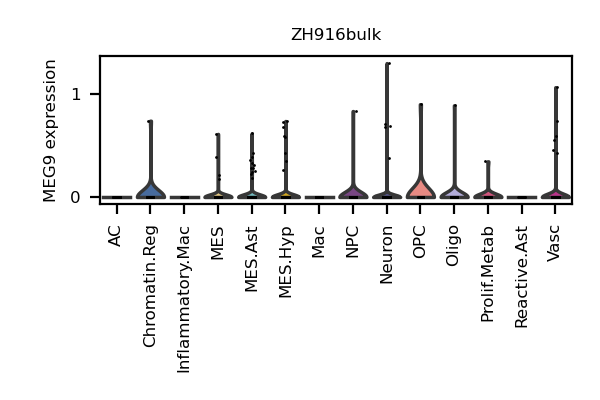 ZH916bulk
MEG9 expression
1
0
AC
Chromatin.Reg
Inflammatory.Mac
MES
MES.Ast
MES.Hyp
Mac
NPC
Neuron
OPC
Oligo
Prolif.Metab
Reactive.Ast
Vasc